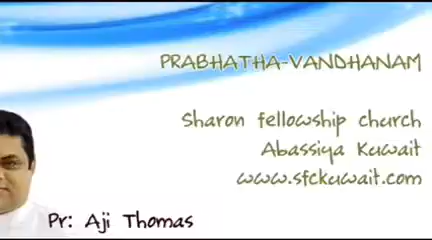 PRABHATHA-VANDHANAM
Sharon fellowship church
Abassiya Kuwait
www.sfckuwait.com
Pr: Aji Thomas